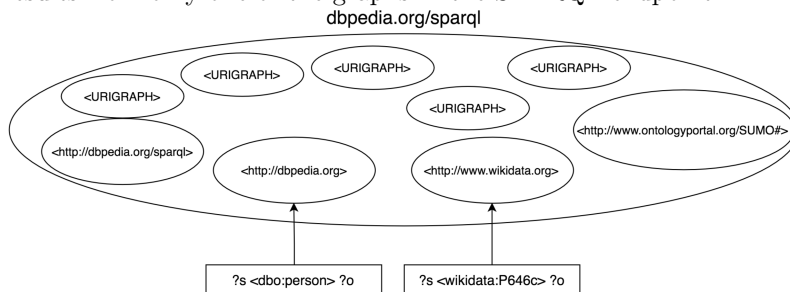 dbpedia.org/sparql
<URIGRAPH>
<URIGRAPH>
<URIGRAPH>
<URIGRAPH>
<URIGRAPH>
<http://www.ontologyportal.org/SUMO#>
<http://dbpedia.org/sparql>
<http://dbpedia.org>
<http://www.wikidata.org>
?s <dbo:person> ?o
?s <wikidata:P646c> ?o